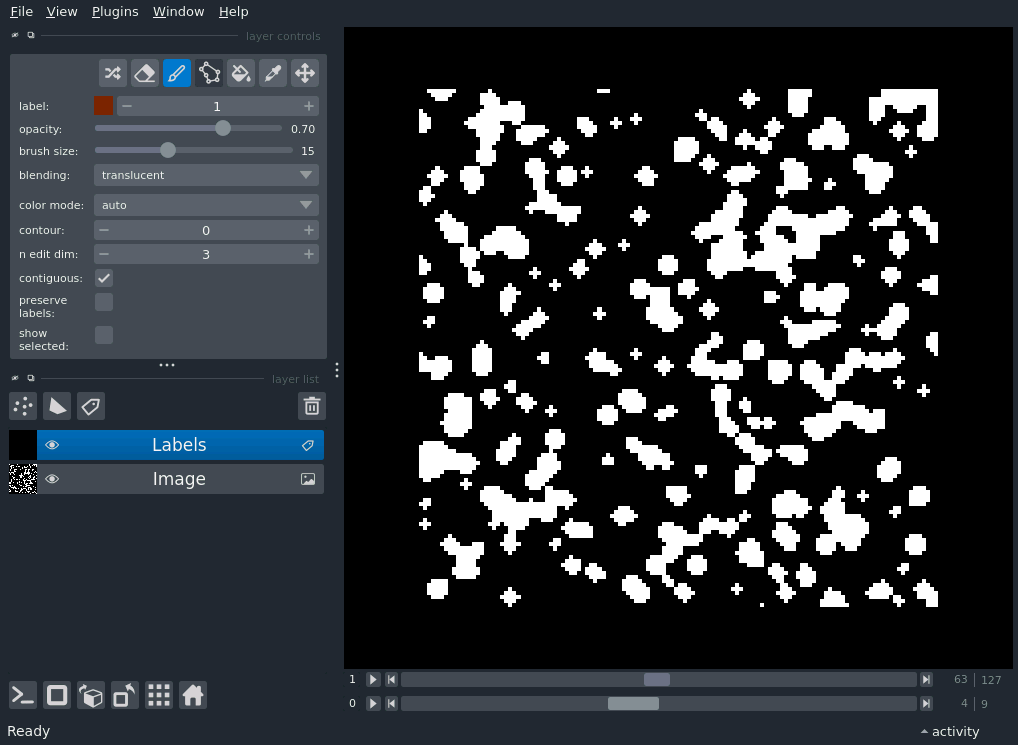 File View Plugins Window Help
layer controls
label: 1
opacity: 0.70
brush size: 15
blending: translucent
color mode: auto
contour: 0
n edit dim: 3
contiguous:
preserve
labels:
show
selected:
layer list
Labels
Image
1 63 127
0 4 9
Ready activity